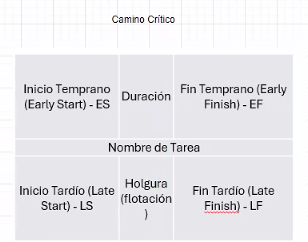 Camino Crítico
Inicio Temprano
(Early Start) - ES
Duración
Fin Temprano (Early
Finish) - EF
Nombre de Tarea
Inicio Tardío (Late
Start) - LS
Holgura
(flotación
)
Fin Tardío (Late
Finish) - LF